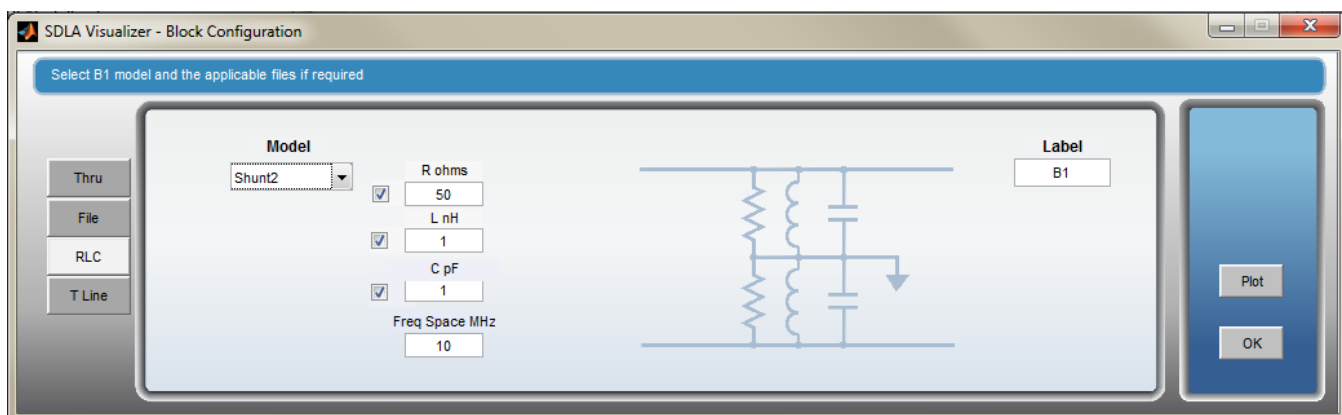 SDLA Visualizer - Block Configuration
Select B1 model and the applicable files if required
Thru
File
RLC
T Line
Model
Shunt2
R ohms
50
L nH
1
C pF
1
Freq Space MHz
10
Label
B1
Plot
OK